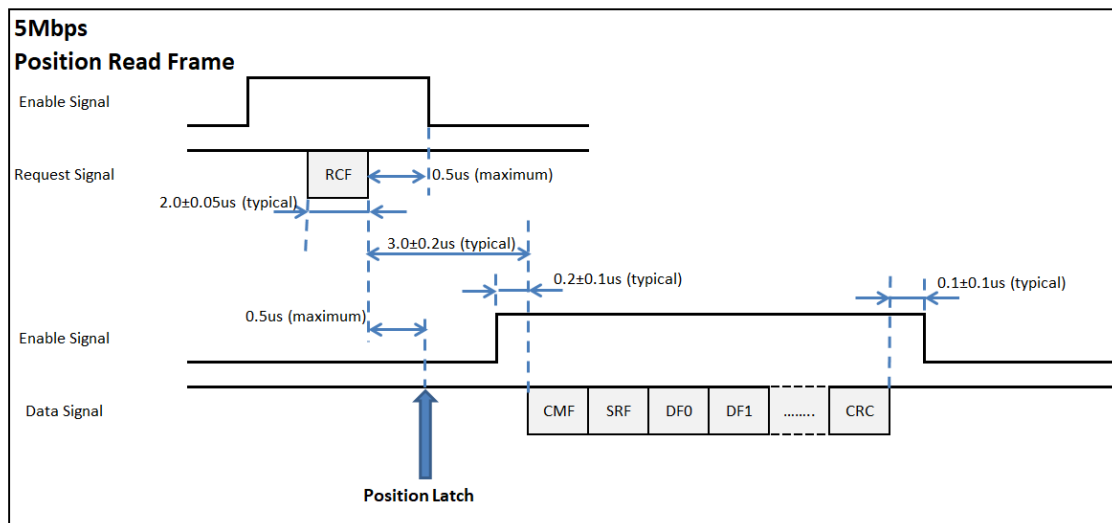 5Mbps
Position Read Frame
Enable Signal
Request Signal
RCF
0.5us (maximum)
2.0±0.05us (typical)
3.0±0.2us (typical)
0.2±0.1us (typical)
0.1±0.1us (typical)
0.5us (maximum)
Enable Signal
Data Signal
CMF
SRF
DF0
DF1
........
CRC
Position Latch